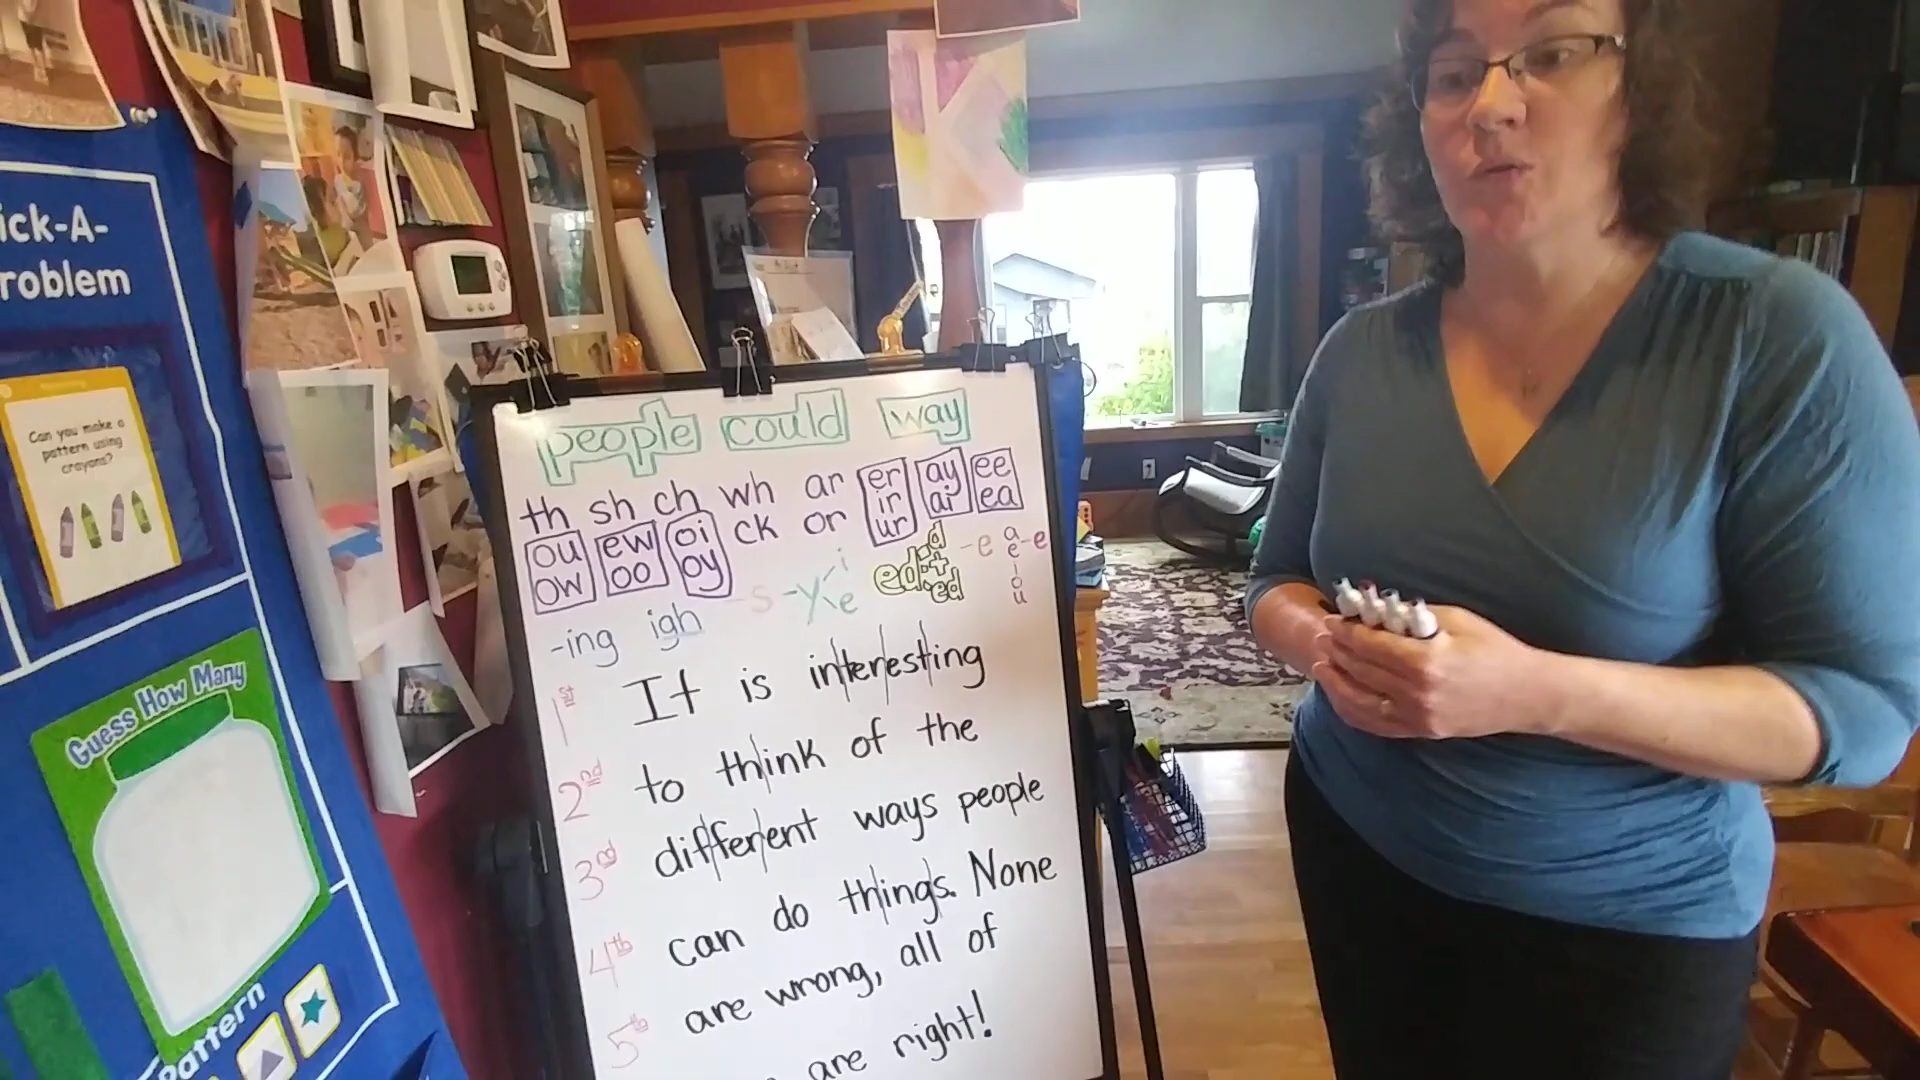 ick-A-
roblem
Can you make a
pattern using
crayons?
Guess How Many
Pattern
people could way
th sh ch wh ar er ay ee
ir ai ea
ur
ou ew oi ck or
ow oo oy
-ing igh -s -y i e ed: d t ed -e a e i o u -e
1st It is interesting
2nd to think of the
3rd different ways people
4th can do things. None
5th are wrong, all of
are right!